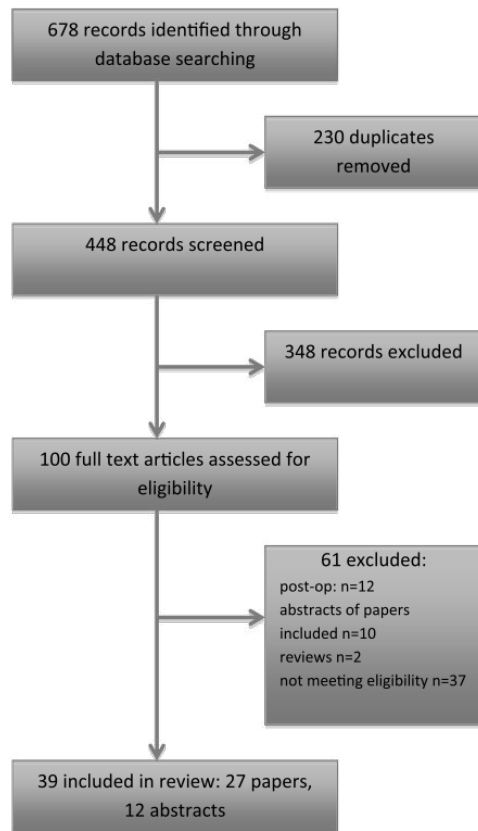 678 records identified through
database searching
230 duplicates
removed
448 records screened
348 records excluded
100 full text articles assessed for
eligibility
61 excluded:
post-op: n=12
abstracts of papers
included n=10
reviews n=2
not meeting eligibility n=37
39 included in review: 27 papers,
12 abstracts